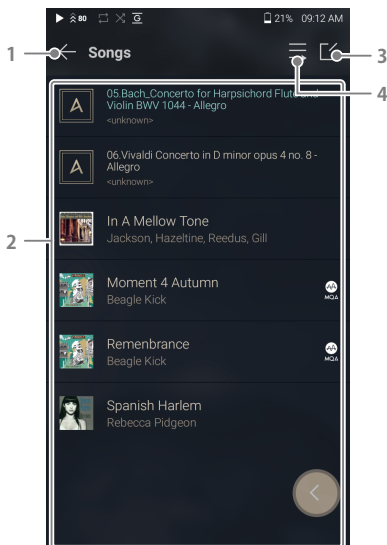 80 G 21% 09:12 AM
1 Songs 3
4
05.Bach_Concerto for Harpsichord Flute and
Violin BWV 1044 - Allegro
<unknown>
06.Vivaldi Concerto in D minor opus 4 no. 8 -
Allegro
<unknown>
In A Mellow Tone
2 Jackson, Hazeltine, Reedus, Gill
Moment 4 Autumn
Beagle Kick
MQA
Remenbrance
Beagle Kick
MQA
Spanish Harlem
Rebecca Pidgeon